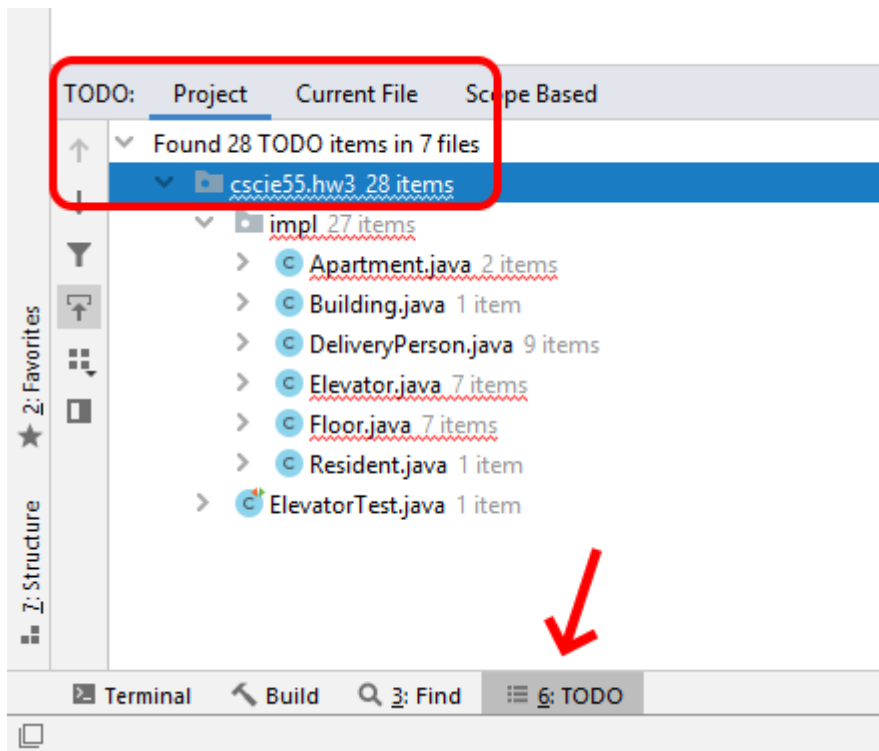 TODO: Project Current File Scope Based
Found 28 TODO items in 7 files
cscie55.hw3 28 items
impl 27 items
C Apartment.java 2 items
C Building.java 1 item
C DeliveryPerson.java 9 items
C Elevator.java 7 items
C Floor.java 7 items
C Resident.java 1 item
C ElevatorTest.java 1 item
2: Favorites
7: Structure
Terminal Build 3: Find 6: TODO